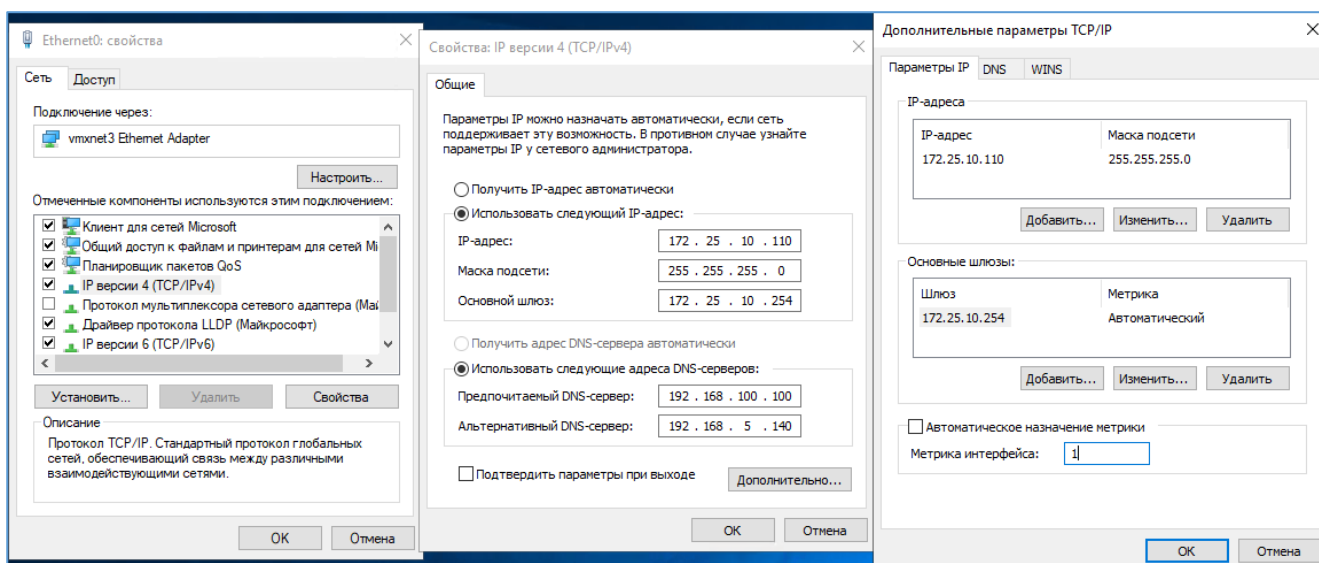 Ethernet0: свойства
Сеть
Доступ
Подключение через:
vmxnet3 Ethernet Adapter
Настроить...
Отмеченные компоненты используются этим подключением:
Клиент для сетей Microsoft
Общий доступ к файлам и принтерам для сетей Mi
Планировщик пакетов QoS
IP версии 4 (TCP/IPv4)
Протокол мультиплексора сетевого адаптера (Май
Драйвер протокола LLDP (Майкрософт)
IP версии 6 (TCP/IPv6)
Установить...
Удалить
Свойства
Описание
Протокол TCP/IP. Стандартный протокол глобальных
сетей, обеспечивающий связь между различными
взаимодействующими сетями.
OK
Отмена
Свойства: IP версии 4 (TCP/IPv4)
Общие
Параметры IP можно назначать автоматически, если сеть
поддерживает эту возможность. В противном случае узнайте
параметры IP у сетевого администратора.
Получить IP-адрес автоматически
Использовать следующий IP-адрес:
IP-адрес: 172 . 25 . 10 . 110
Маска подсети: 255 . 255 . 255 . 0
Основной шлюз: 172 . 25 . 10 . 254
Получить адрес DNS-сервера автоматически
Использовать следующие адреса DNS-серверов:
Предпочитаемый DNS-сервер: 192 . 168 . 100 . 100
Альтернативный DNS-сервер: 192 . 168 . 5 . 140
Подтвердить параметры при выходе
Дополнительно...
OK
Отмена
Дополнительные параметры TCP/IP
Параметры IP
DNS
WINS
IP-адреса
IP-адрес Маска подсети
172.25.10.110 255.255.255.0
Добавить...
Изменить...
Удалить
Основные шлюзы:
Шлюз Метрика
172.25.10.254 Автоматический
Добавить...
Изменить...
Удалить
Автоматическое назначение метрики
Метрика интерфейса: 1
OK
Отмена